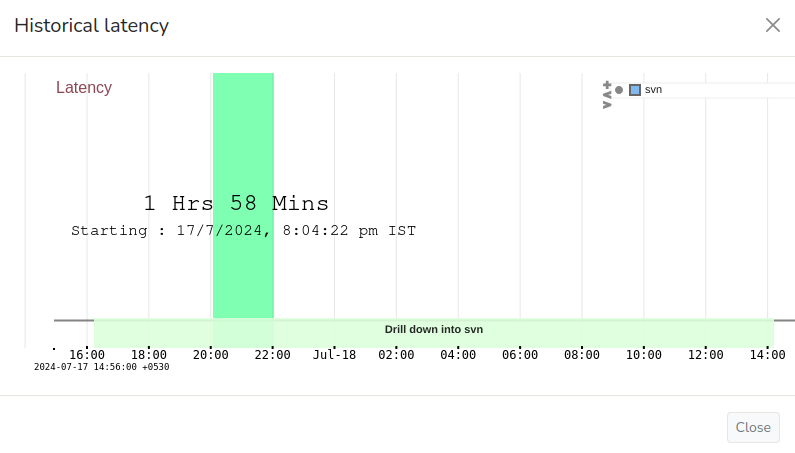 Historical latency
Latency
svn
1 Hrs 58 Mins
Starting : 17/7/2024, 8:04:22 pm IST
Drill down into svn
16:00 18:00 20:00 22:00 Jul-18 02:00 04:00 06:00 08:00 10:00 12:00 14:00
2024-07-17 14:56:00 +0530
Close